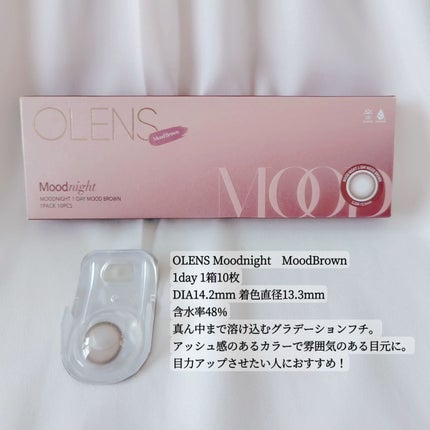 OLENS
MoodBrown
Moodnight
MOODNIGHT 1 DAY MOOD BROWN
1PACK 10PCS
MOOD
OLENS Moodnight　MoodBrown
1day 1箱10枚
DIA14.2mm 着色直径13.3mm
含水率48%
真ん中まで溶け込むグラデーションフチ。
アッシュ感のあるカラーで雰囲気のある目元に。
目力アップさせたい人におすすめ！